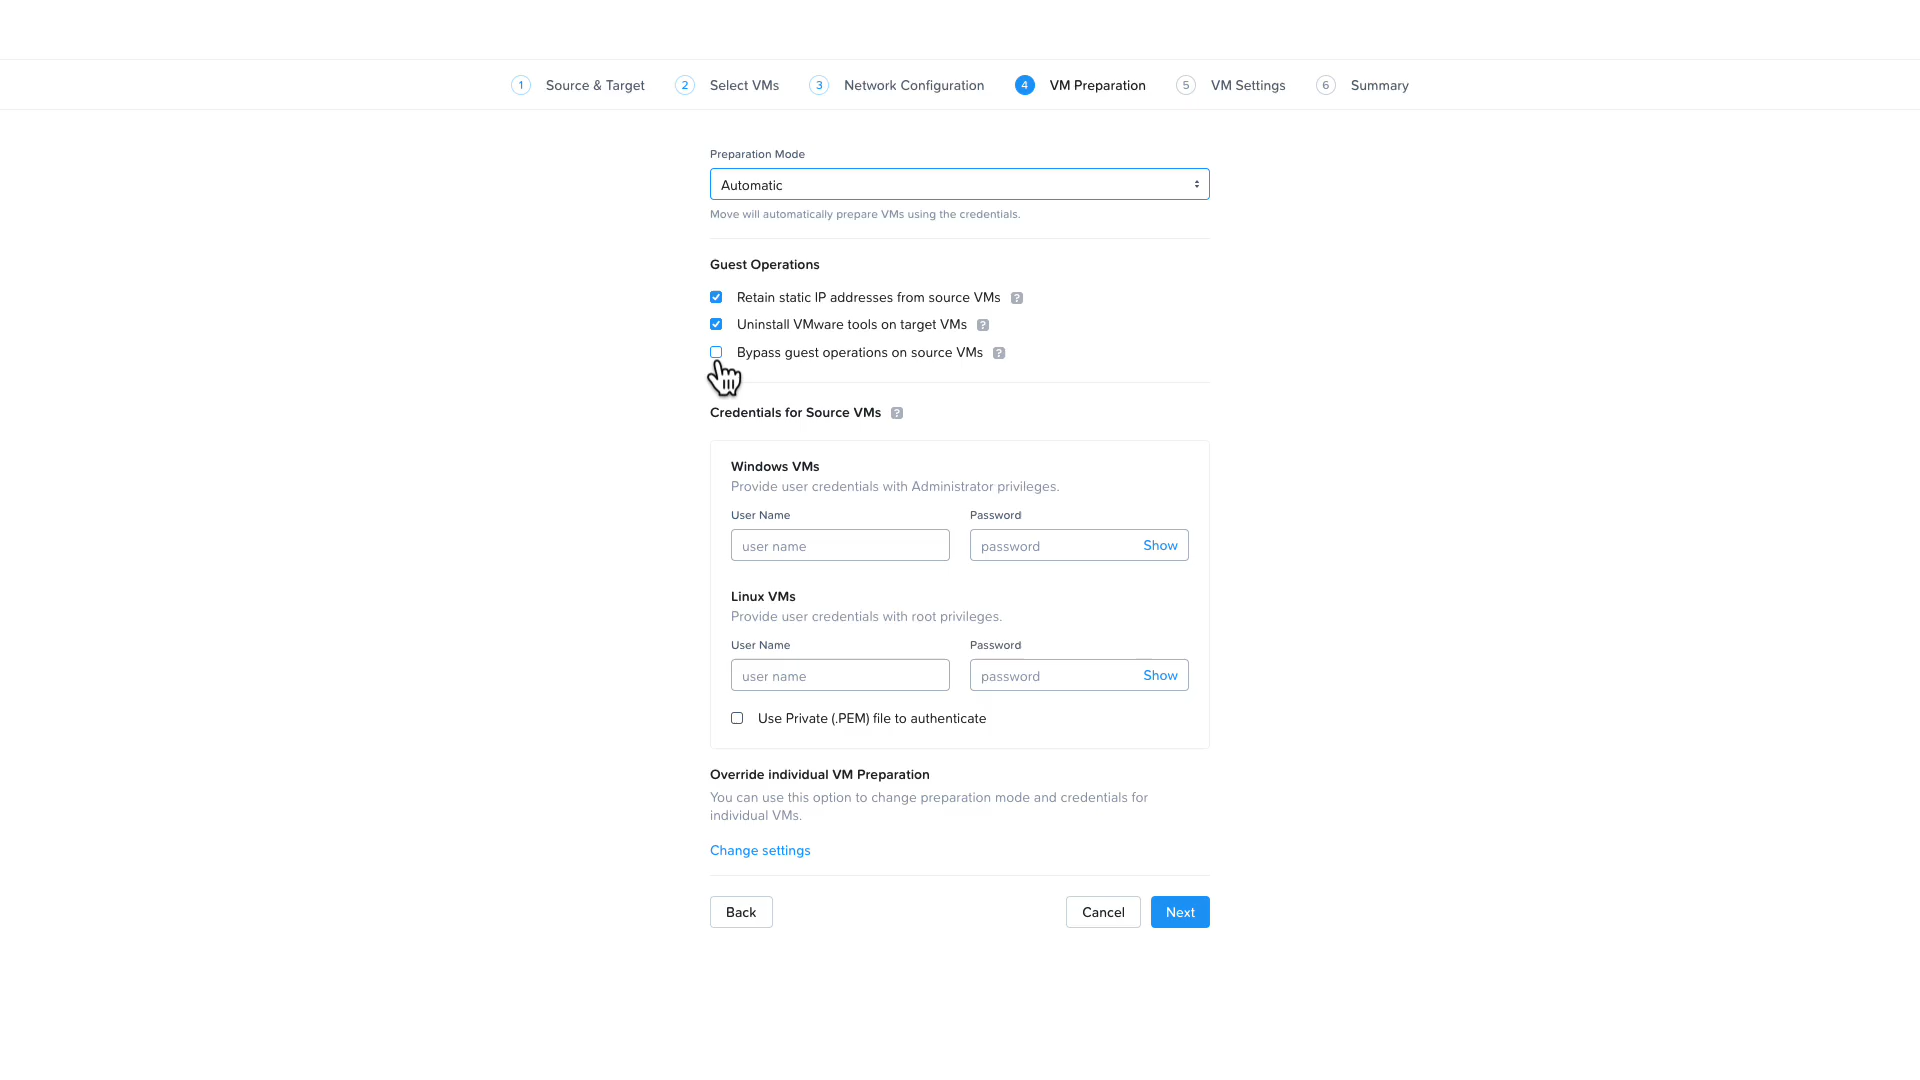 1 Source & Target 2 Select VMs 3 Network Configuration 4 VM Preparation 5 VM Settings 6 Summary
Preparation Mode
Automatic
Move will automatically prepare VMs using the credentials.
Guest Operations
Retain static IP addresses from source VMs ?
Uninstall VMware tools on target VMs ?
Bypass guest operations on source VMs ?
Credentials for Source VMs ?
Windows VMs
Provide user credentials with Administrator privileges.
User Name Password
user name password Show
Linux VMs
Provide user credentials with root privileges.
User Name Password
user name password Show
Use Private (.PEM) file to authenticate
Override individual VM Preparation
You can use this option to change preparation mode and credentials for
individual VMs.
Change settings
Back Cancel Next